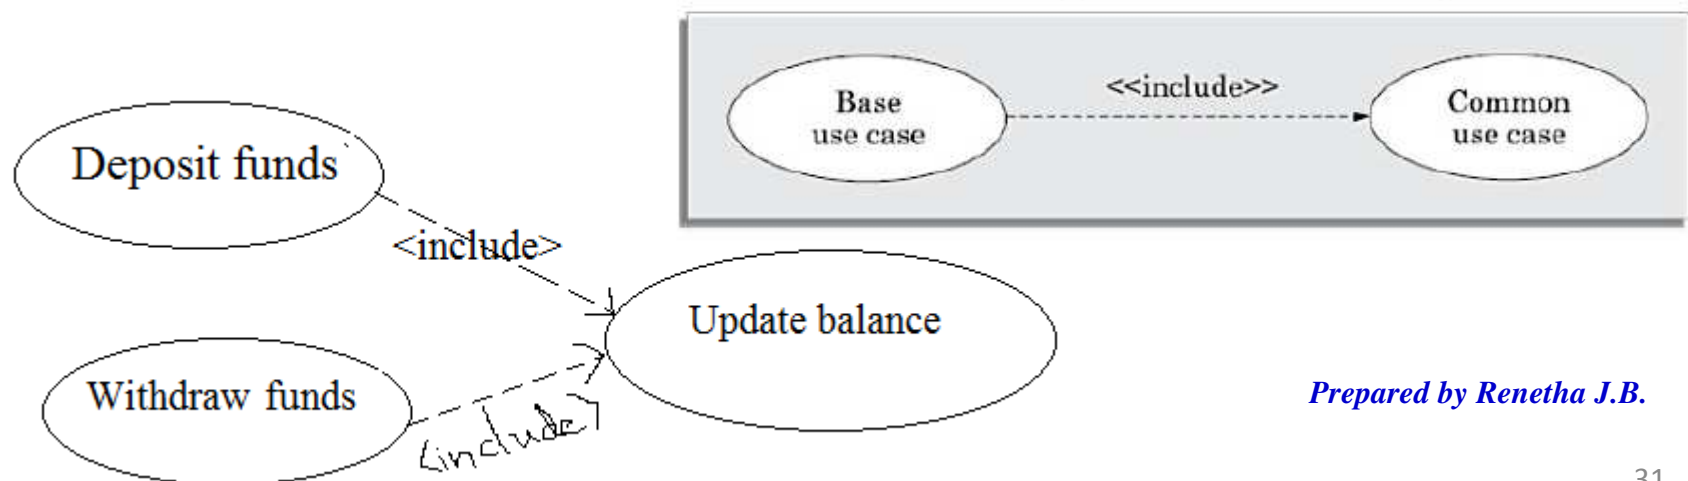 <<include>>
Base
use case
Common
use case
Deposit funds
<include>
Update balance
Withdraw funds
<include>
Prepared by Renetha J.B.
31